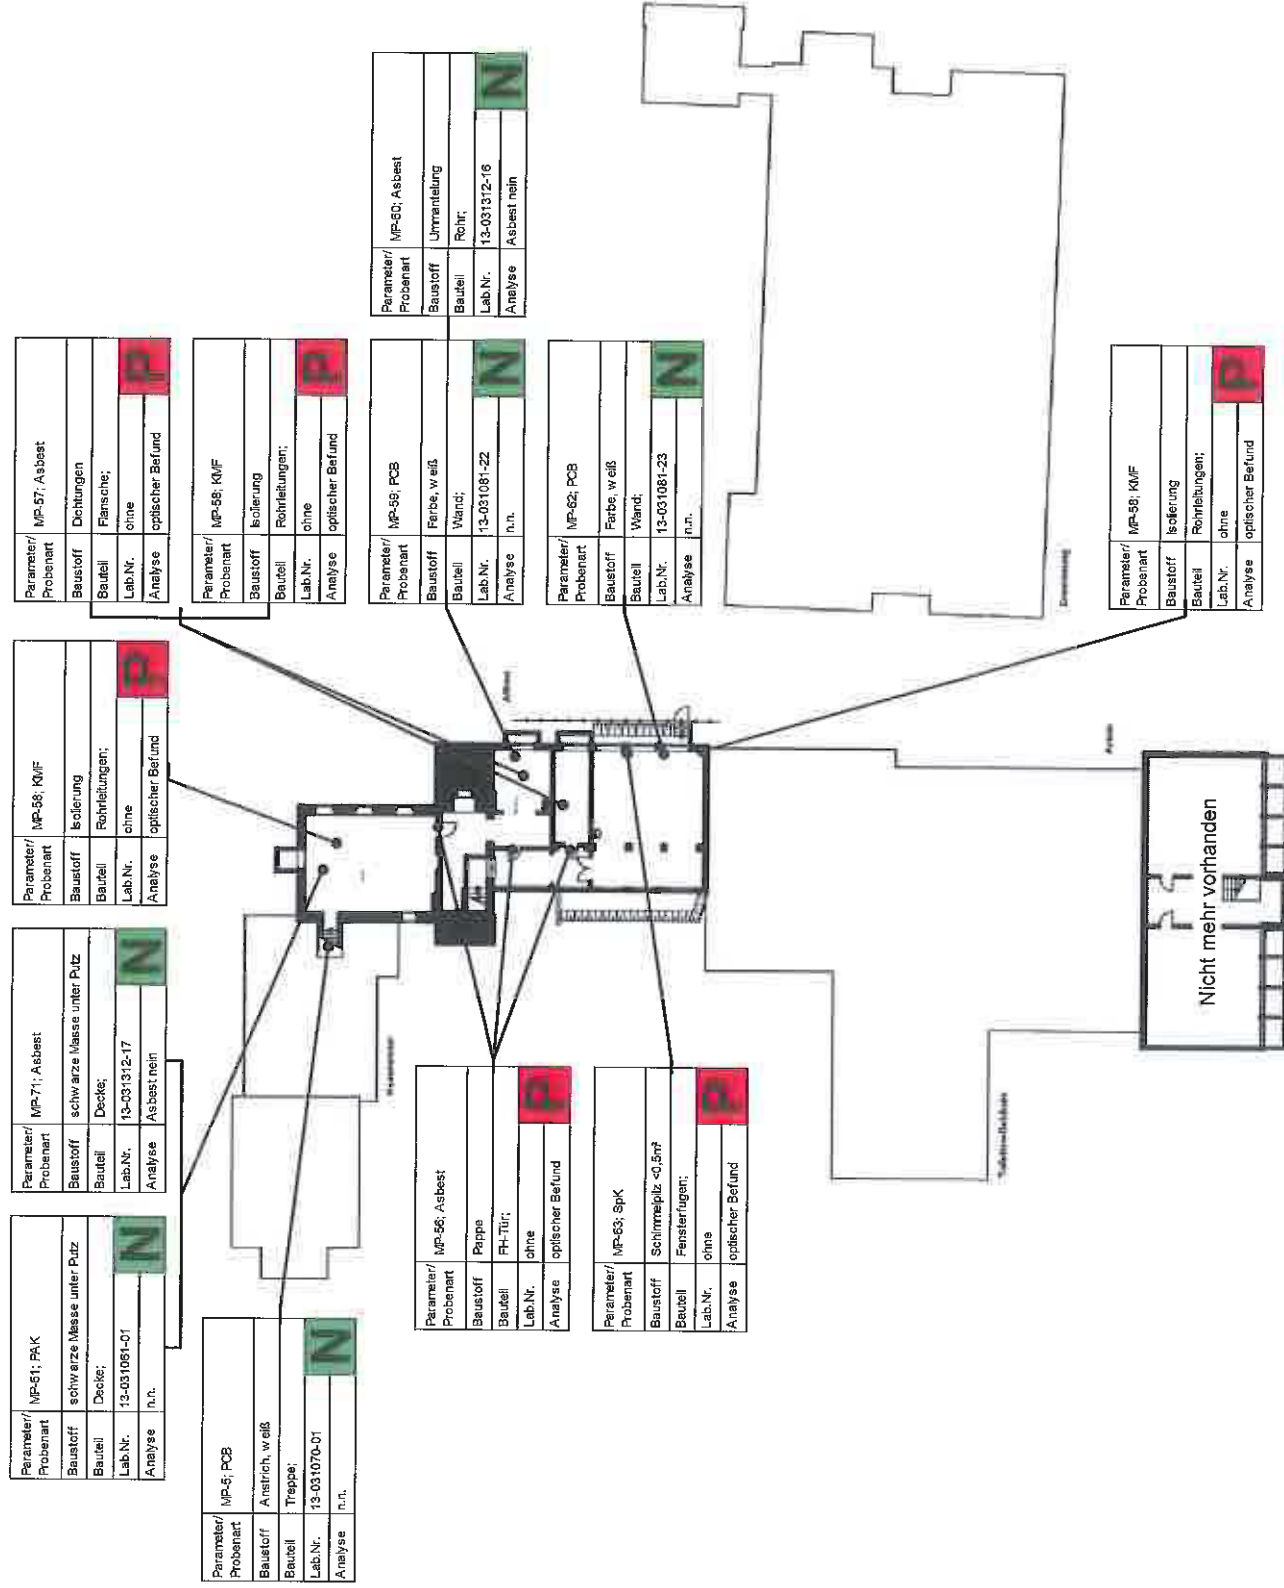 Parameter/ Probenart MP-61; PAK
Baustoff schwarze Masse unter Putz
Bauteil Decke;
Lab.Nr. 13-031061-01
Analyse n.n.
N
Parameter/ Probenart MP-71; Asbest
Baustoff schwarze Masse unter Putz
Bauteil Decke;
Lab.Nr. 13-031312-17
Analyse Asbest nein
N
Parameter/ Probenart MP-58; KMF
Baustoff Isolierung
Bauteil Rohrleitungen;
Lab.Nr. ohne
Analyse optischer Befund
P
Parameter/ Probenart MP-57; Asbest
Baustoff Dichtungen
Bauteil Flansche;
Lab.Nr. ohne
Analyse optischer Befund
P
Parameter/ Probenart MP-58; KMF
Baustoff Isolierung
Bauteil Rohrleitungen;
Lab.Nr. ohne
Analyse optischer Befund
P
Parameter/ Probenart MP-5; PCB
Baustoff Anstrich, weiß
Bauteil Treppe;
Lab.Nr. 13-031070-01
Analyse n.n.
N
Parameter/ Probenart MP-59; PCB
Baustoff Farbe, weiß
Bauteil Wand;
Lab.Nr. 13-031081-22
Analyse n.n.
N
Parameter/ Probenart MP-60; Asbest
Baustoff Ummantelung
Bauteil Rohr;
Lab.Nr. 13-031312-16
Analyse Asbest nein
N
Parameter/ Probenart MP-56; Asbest
Baustoff Pappe
Bauteil FH-Tür;
Lab.Nr. ohne
Analyse optischer Befund
P
Parameter/ Probenart MP-62; PCB
Baustoff Farbe, weiß
Bauteil Wand;
Lab.Nr. 13-031081-23
Analyse n.n.
N
Parameter/ Probenart MP-63; SpK
Baustoff Schimmelpilz <0,5m²
Bauteil Fensterfugen;
Lab.Nr. ohne
Analyse optischer Befund
P
Altbau
Parameter/ Probenart MP-58; KMF
Baustoff Isolierung
Bauteil Rohrleitungen;
Lab.Nr. ohne
Analyse optischer Befund
P
Nicht mehr vorhanden